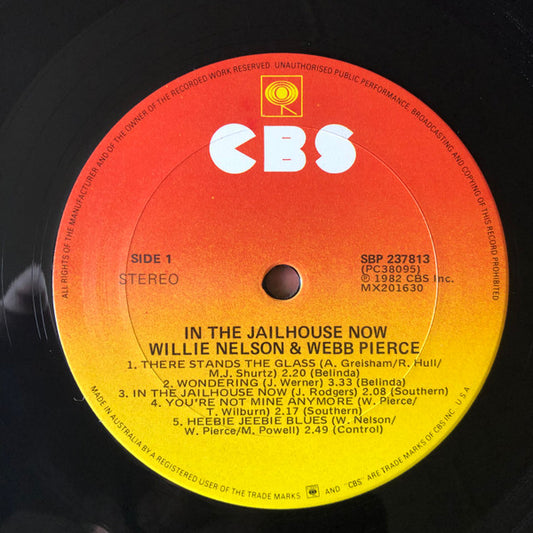 ALL RIGHTS OF THE MANUFACTURER AND OF THE OWNER OF THE RECORDED WORK RESERVED UNAUTHORISED PUBLIC PERFORMANCE, BROADCASTING AND COPYING OF THIS RECORD PROHIBITED
CBS
SIDE 1
STEREO
SBP 237813
(PC38095)
℗ 1982 CBS Inc.
MX201630
IN THE JAILHOUSE NOW
WILLIE NELSON & WEBB PIERCE
1. THERE STANDS THE GLASS (A. Greisham/R. Hull/
M.J. Shurtz) 2.20 (Belinda)
2. WONDERING (J. Werner) 3.33 (Belinda)
3. IN THE JAILHOUSE NOW (J. Rodgers) 2.08 (Southern)
4. YOU'RE NOT MINE ANYMORE (W. Pierce/
T. Wilburn) 2.17 (Southern)
5. HEEBIE JEEBIE BLUES (W. Nelson/
W. Pierce/M. Powell) 2.49 (Control)
MADE IN AUSTRALIA BY A REGISTERED USER OF THE TRADE MARKS AND "CBS" ARE TRADE MARKS OF CBS INC U.S.A